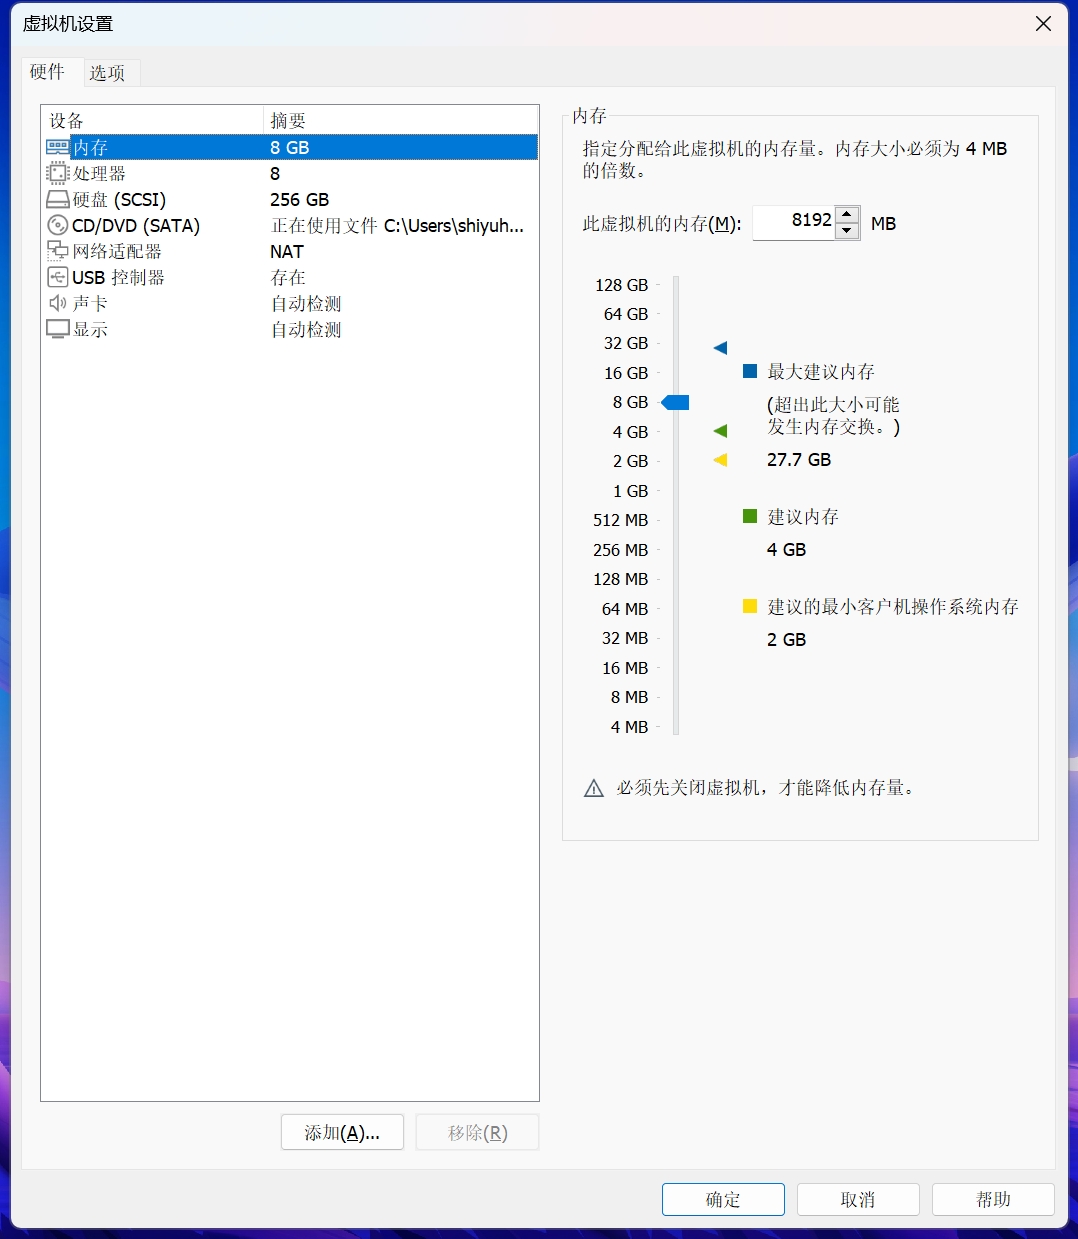 虚拟机设置
硬件 选项
设备 摘要
内存 8 GB
处理器 8
硬盘 (SCSI) 256 GB
CD/DVD (SATA) 正在使用文件 C:\Users\shiyuh...
网络适配器 NAT
USB 控制器 存在
声卡 自动检测
显示 自动检测
添加(A)... 移除(R)
内存
指定分配给此虚拟机的内存量。内存大小必须为 4 MB
的倍数。
此虚拟机的内存(M): 8192 MB
128 GB
64 GB
32 GB
16 GB
8 GB
4 GB
2 GB
1 GB
512 MB
256 MB
128 MB
64 MB
32 MB
16 MB
8 MB
4 MB
最大建议内存
(超出此大小可能
发生内存交换。)
27.7 GB
建议内存
4 GB
建议的最小客户机操作系统内存
2 GB
必须先关闭虚拟机，才能降低内存量。
确定 取消 帮助